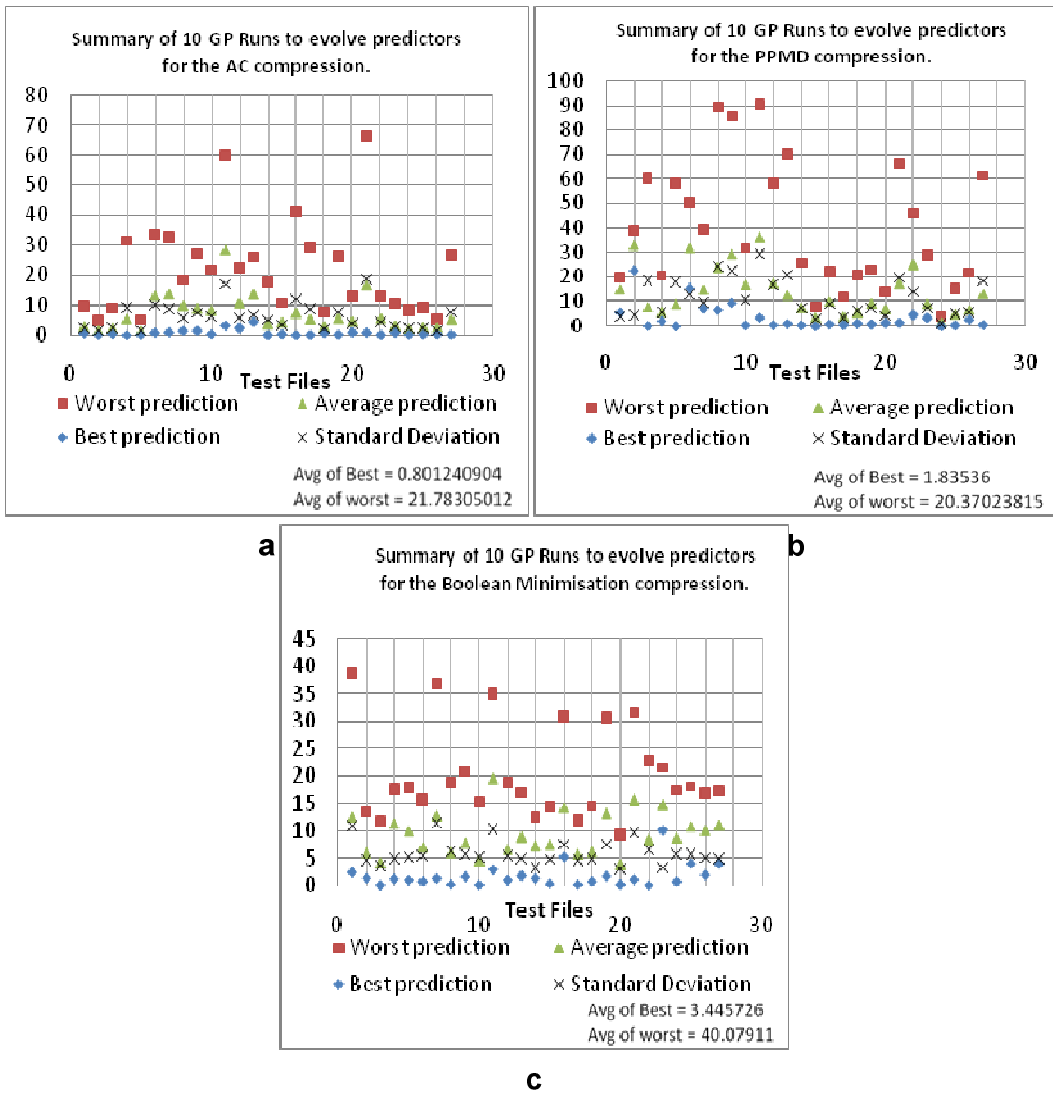 Summary of 10 GP Runs to evolve predictors
for the AC compression.
80
70
60
50
40
30
20
10
0
0
10
20
30
Test Files
Worst prediction
Average prediction
Best prediction
Standard Deviation
Avg of Best = 0.801240904
Avg of worst = 21.78305012
a
Summary of 10 GP Runs to evolve predictors
for the PPMD compression.
100
90
80
70
60
50
40
30
20
10
0
0
10
20
30
Test Files
Worst prediction
Average prediction
Best prediction
Standard Deviation
Avg of Best = 1.83536
Avg of worst = 20.37023815
b
Summary of 10 GP Runs to evolve predictors
for the Boolean Minimisation compression.
45
40
35
30
25
20
15
10
5
0
0
10
20
30
Test Files
Worst prediction
Average prediction
Best prediction
Standard Deviation
Avg of Best = 3.445726
Avg of worst = 40.07911
c